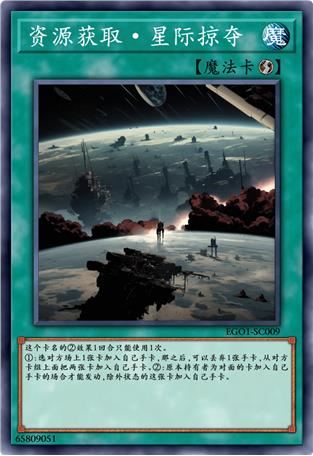 资源获取·星际掠夺
魔
【魔法卡】
EGO1-SC009
这个卡名的②效果1回合只能使用1次。
①:选对方场上1张卡加入自己手卡,那之后,可以丢弃1张手卡,从对方
卡组上面把两张卡加入自己手卡。②:原本持有者为对面的卡加入自己
手卡的场合才能发动,除外状态的这张卡加入自己手卡。
65809051